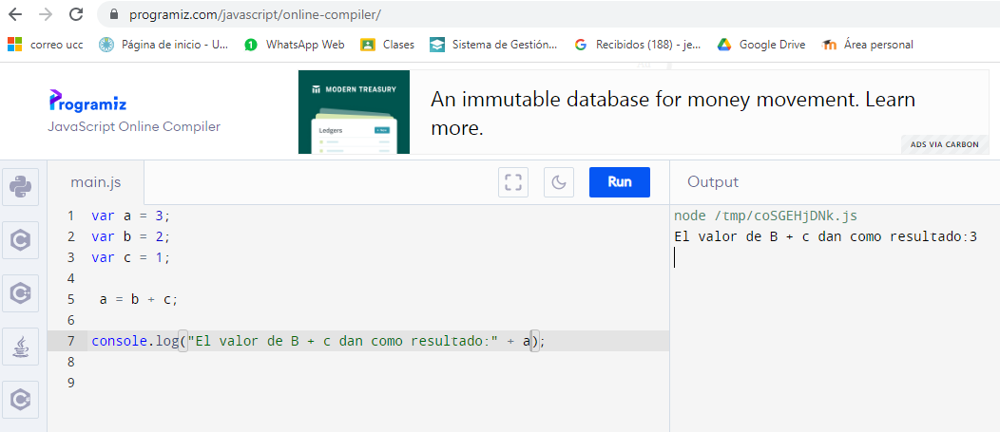 programiz.com/javascript/online-compiler/
correo ucc Página de inicio - U... WhatsApp Web Clases Sistema de Gestión... Recibidos (188) - je... Google Drive Área personal
Programiz
JavaScript Online Compiler
MODERN TREASURY
Ledgers
An immutable database for money movement. Learn
more.
ADS VIA CARBON
main.js
Run
1 var a = 3;
2 var b = 2;
3 var c = 1;
4
5 a = b + c;
6
7 console.log("El valor de B + c dan como resultado:" + a);
8
9
Output
node /tmp/coSGEHjDNk.js
El valor de B + c dan como resultado:3